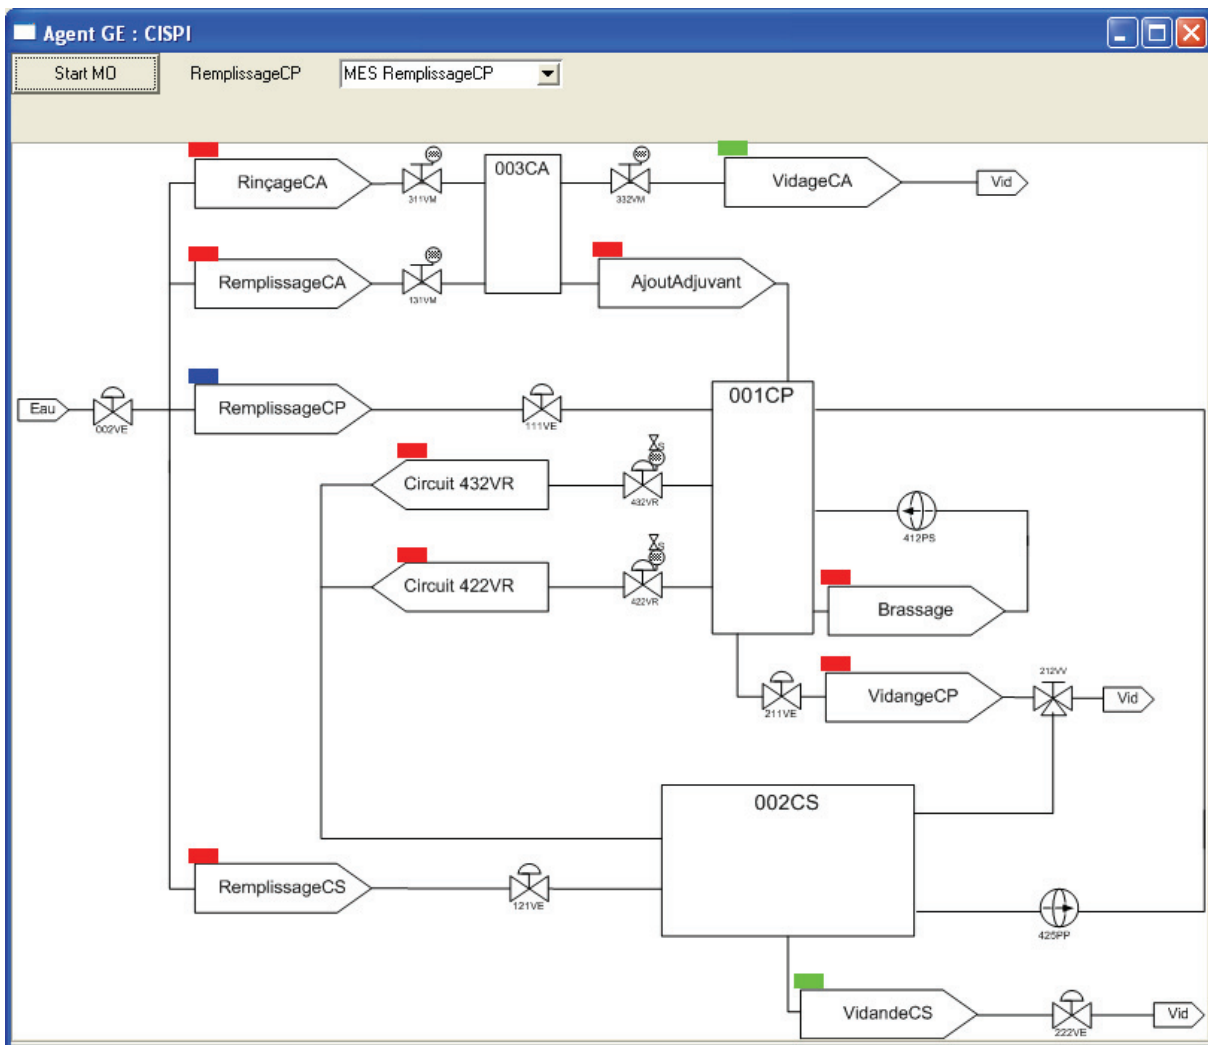 Agent GE : CISPI
Start MO RemplissageCP MES RemplissageCP
003CA
RinçageCA
311VM
332VM
VidageCA
Vid
RemplissageCA
131VM
AjoutAdjuvant
Eau
002VE
RemplissageCP
111VE
001CP
Circuit 432VR
S
432VR
412PS
Circuit 422VR
S
422VR
Brassage
211VE
VidangeCP
212VV
Vid
002CS
RemplissageCS
121VE
425PP
VidandeCS
222VE
Vid